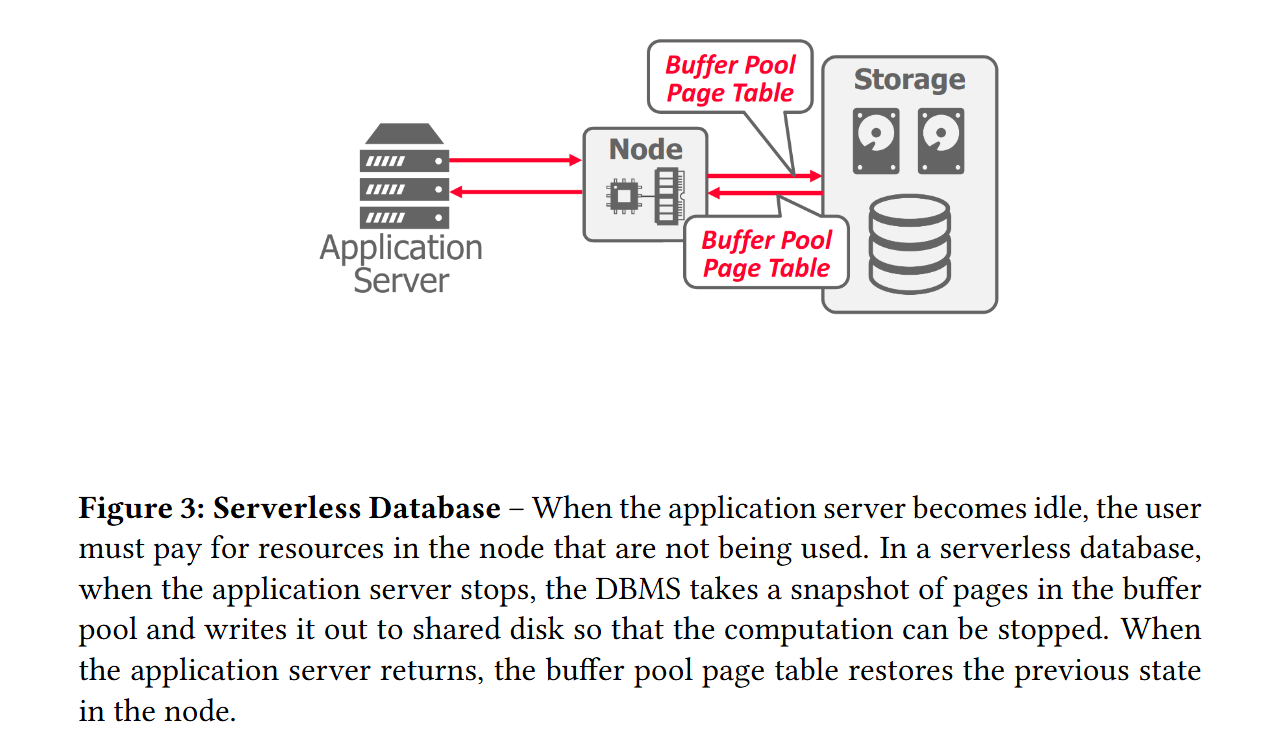 Buffer Pool
Page Table
Storage
Node
Application
Server
Buffer Pool
Page Table
Figure 3: Serverless Database – When the application server becomes idle, the user
must pay for resources in the node that are not being used. In a serverless database,
when the application server stops, the DBMS takes a snapshot of pages in the buffer
pool and writes it out to shared disk so that the computation can be stopped. When
the application server returns, the buffer pool page table restores the previous state
in the node.